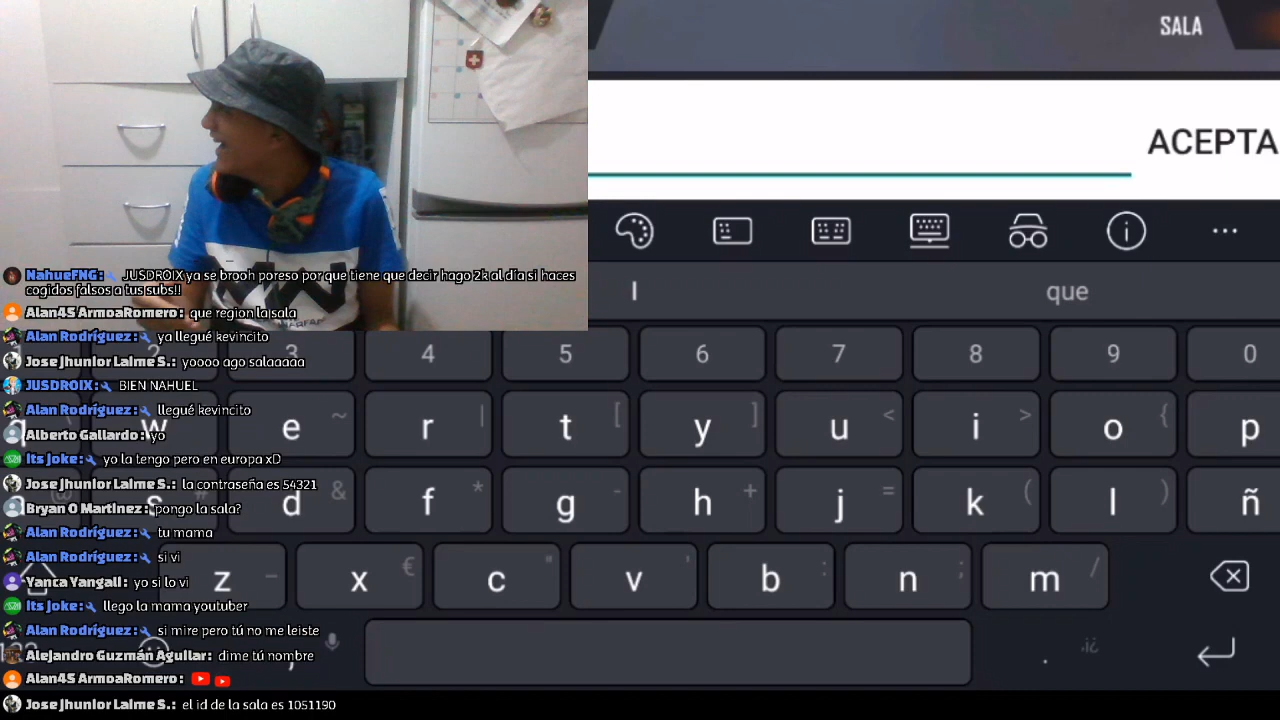 SALA
ACEPTA
I
que
NahueFNG: JUSDROIX ya se brooh poreso por que tiene que decir hago 2k al día si haces
cogidos falsos a tus subs!!
Alan4S ArmoaRomero: que region la sala
Alan Rodríguez: ya llegué kevincito
Jose Jhunior Laime S.: yoooo ago salaaaaa
JUSDROIX: BIEN NAHUEL
Alan Rodríguez: llegué kevincito
Alberto Gallardo: yo
Its Joke: yo la tengo pero en europa xD
Jose Jhunior Laime S.: la contraseña es 54321
Bryan O Martinez: pongo la sala?
Alan Rodríguez: tu mama
Alan Rodríguez: si vi
Yanca Yangali: yo si lo vi
Its Joke: llego la mama youtuber
Alan Rodríguez: si mire pero tú no me leiste
Alejandro Guzmán Aguilar: dime tú nombre
Alan4S ArmoaRomero:
Jose Jhunior Laime S.: el id de la sala es 1051190
2 3 4 5 6 7 8 9 0
q w e ~ r | t [ y ] u < i > o { p
a @ s # d & f * g - h + j = k ( l ) ñ
z _ x € c " v ' b : n ; m /
, . ¡¿